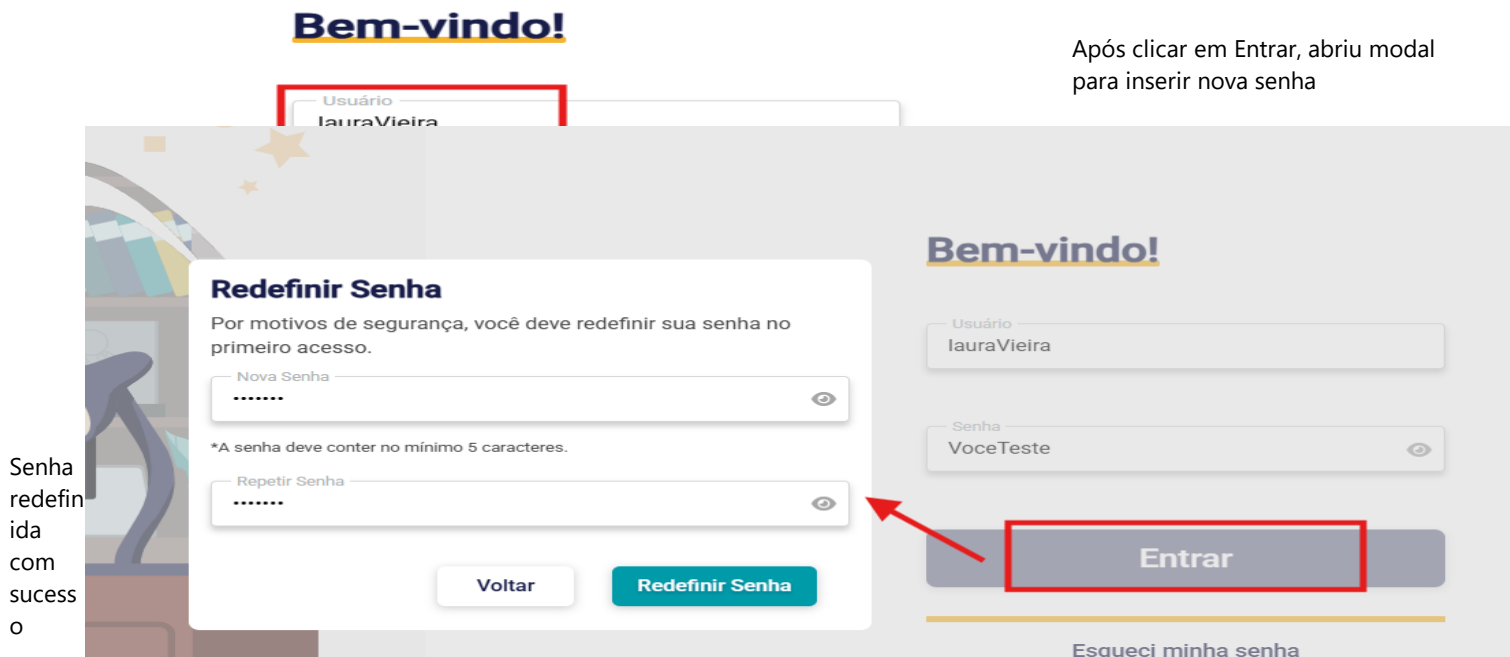 Bem-vindo!
Após clicar em Entrar, abriu modal
para inserir nova senha
Usuário
lauraVieira
Bem-vindo!
Redefinir Senha
Por motivos de segurança, você deve redefinir sua senha no
primeiro acesso.
Nova Senha
•••••••
*A senha deve conter no mínimo 5 caracteres.
Repetir Senha
•••••••
Voltar
Redefinir Senha
Usuário
lauraVieira
Senha
VoceTeste
Entrar
Esqueci minha senha
Senha
redefin
ida
com
sucess
o